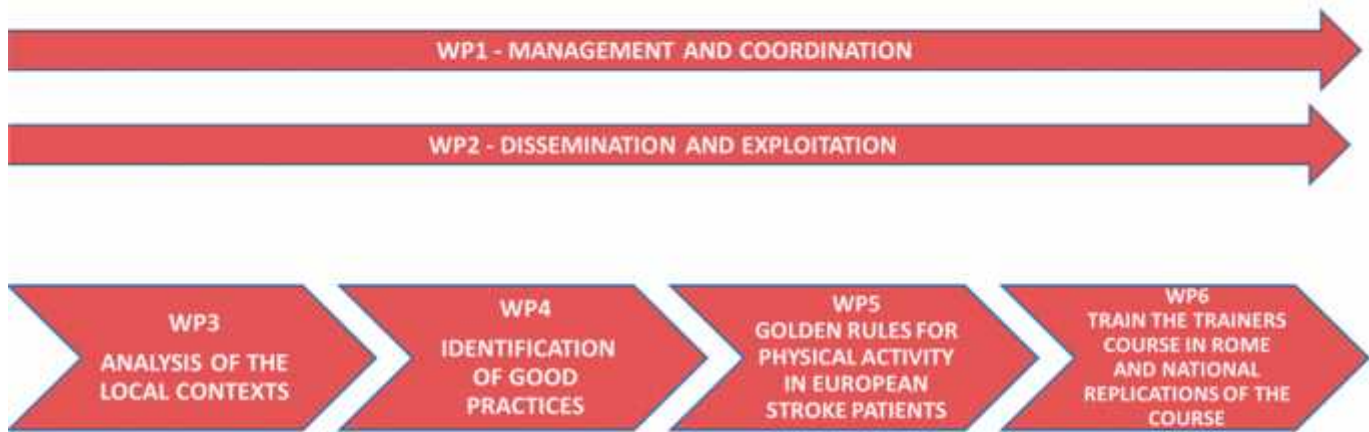 WP1 - MANAGEMENT AND COORDINATION
WP2 - DISSEMINATION AND EXPLOITATION
WP3
ANALYSIS OF THE
LOCAL CONTEXTS
WP4
IDENTIFICATION
OF GOOD
PRACTICES
WP5
GOLDEN RULES FOR
PHYSICAL ACTIVITY
IN EUROPEAN
STROKE PATIENTS
WP6
TRAIN THE TRAINERS
COURSE IN ROME
AND NATIONAL
REPLICATIONS OF THE
COURSE